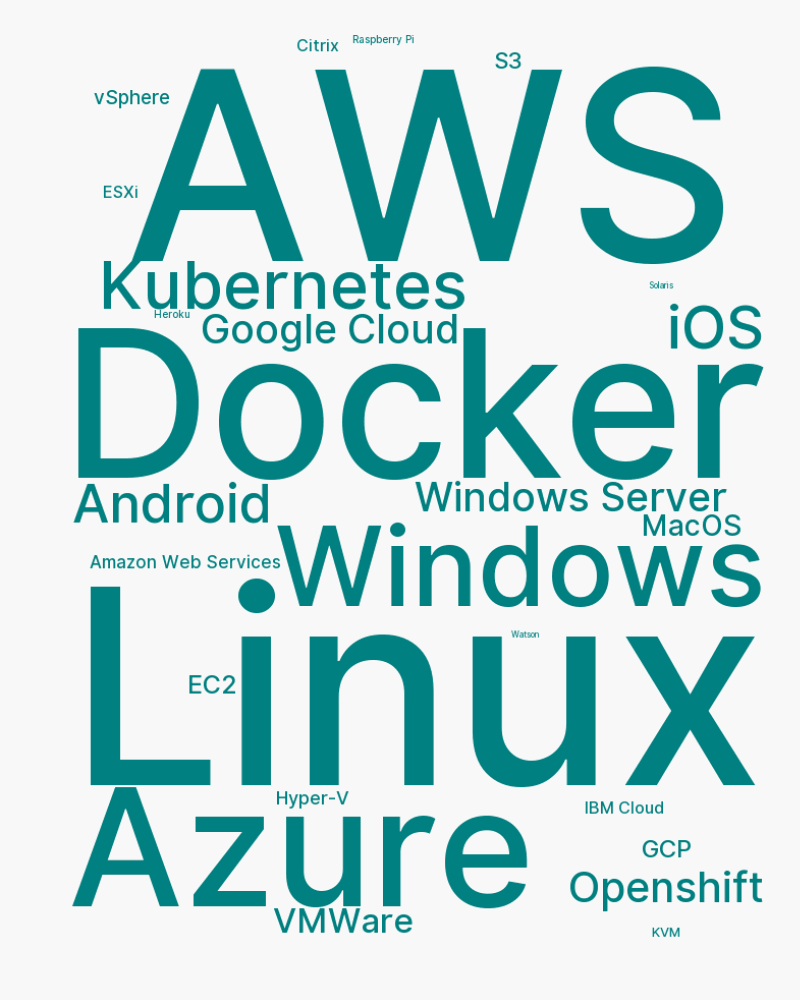 Raspberry Pi
Citrix
S3
AWS
vSphere
ESXi
Kubernetes
Solaris
Heroku
Google Cloud
iOS
Docker
Android
Windows Server
MacOS
Amazon Web Services
Windows
Linux
Watson
EC2
Hyper-V
IBM Cloud
Azure
GCP
Openshift
VMWare
KVM